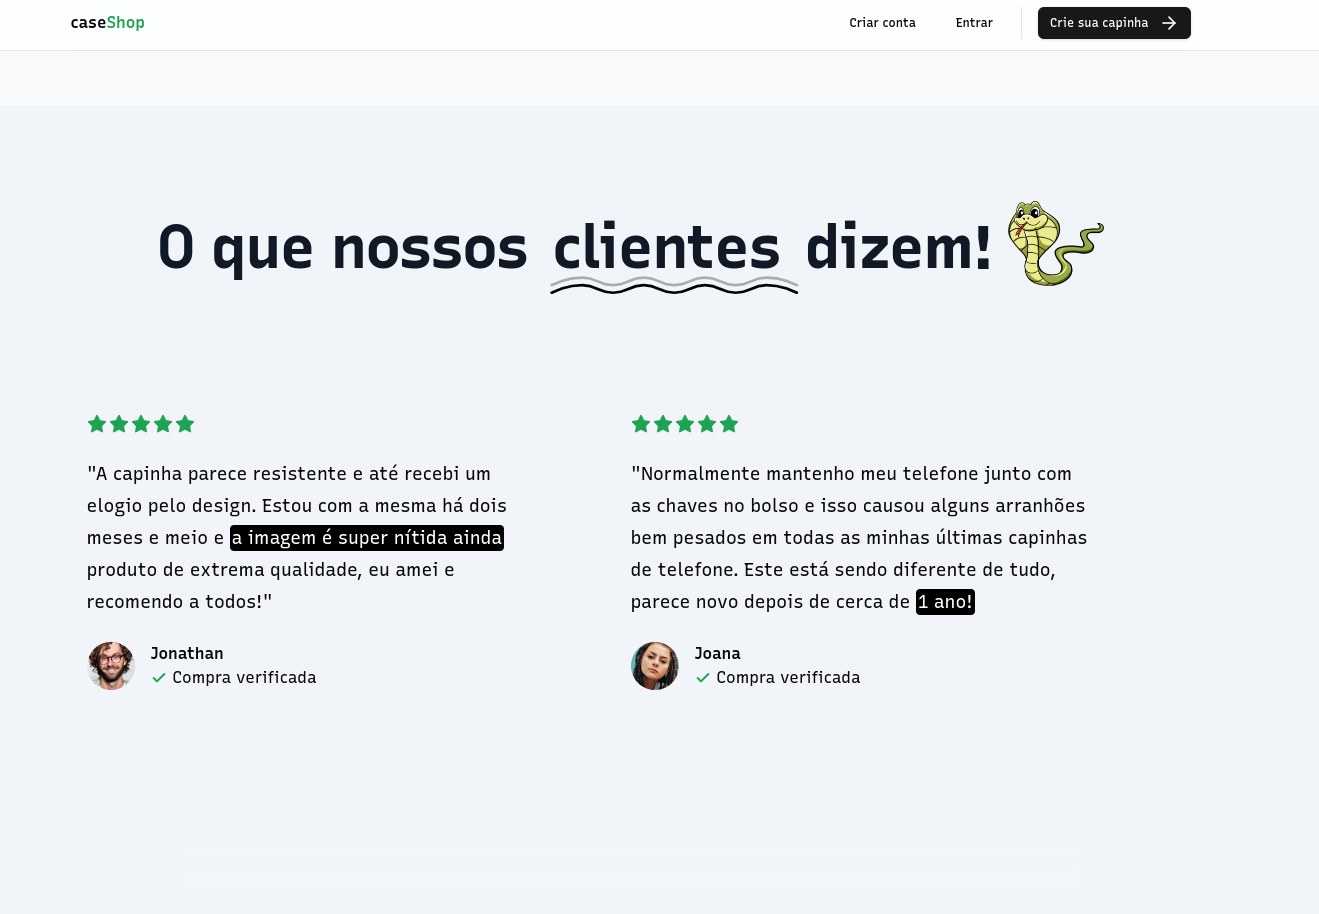 caseShop
Criar conta
Entrar
Crie sua capinha
O que nossos clientes dizem!
"A capinha parece resistente e até recebi um
elogio pelo design. Estou com a mesma há dois
meses e meio e a imagem é super nítida ainda
produto de extrema qualidade, eu amei e
recomendo a todos!"
Jonathan
Compra verificada
"Normalmente mantenho meu telefone junto com
as chaves no bolso e isso causou alguns arranhões
bem pesados em todas as minhas últimas capinhas
de telefone. Este está sendo diferente de tudo,
parece novo depois de cerca de 1 ano!
Joana
Compra verificada